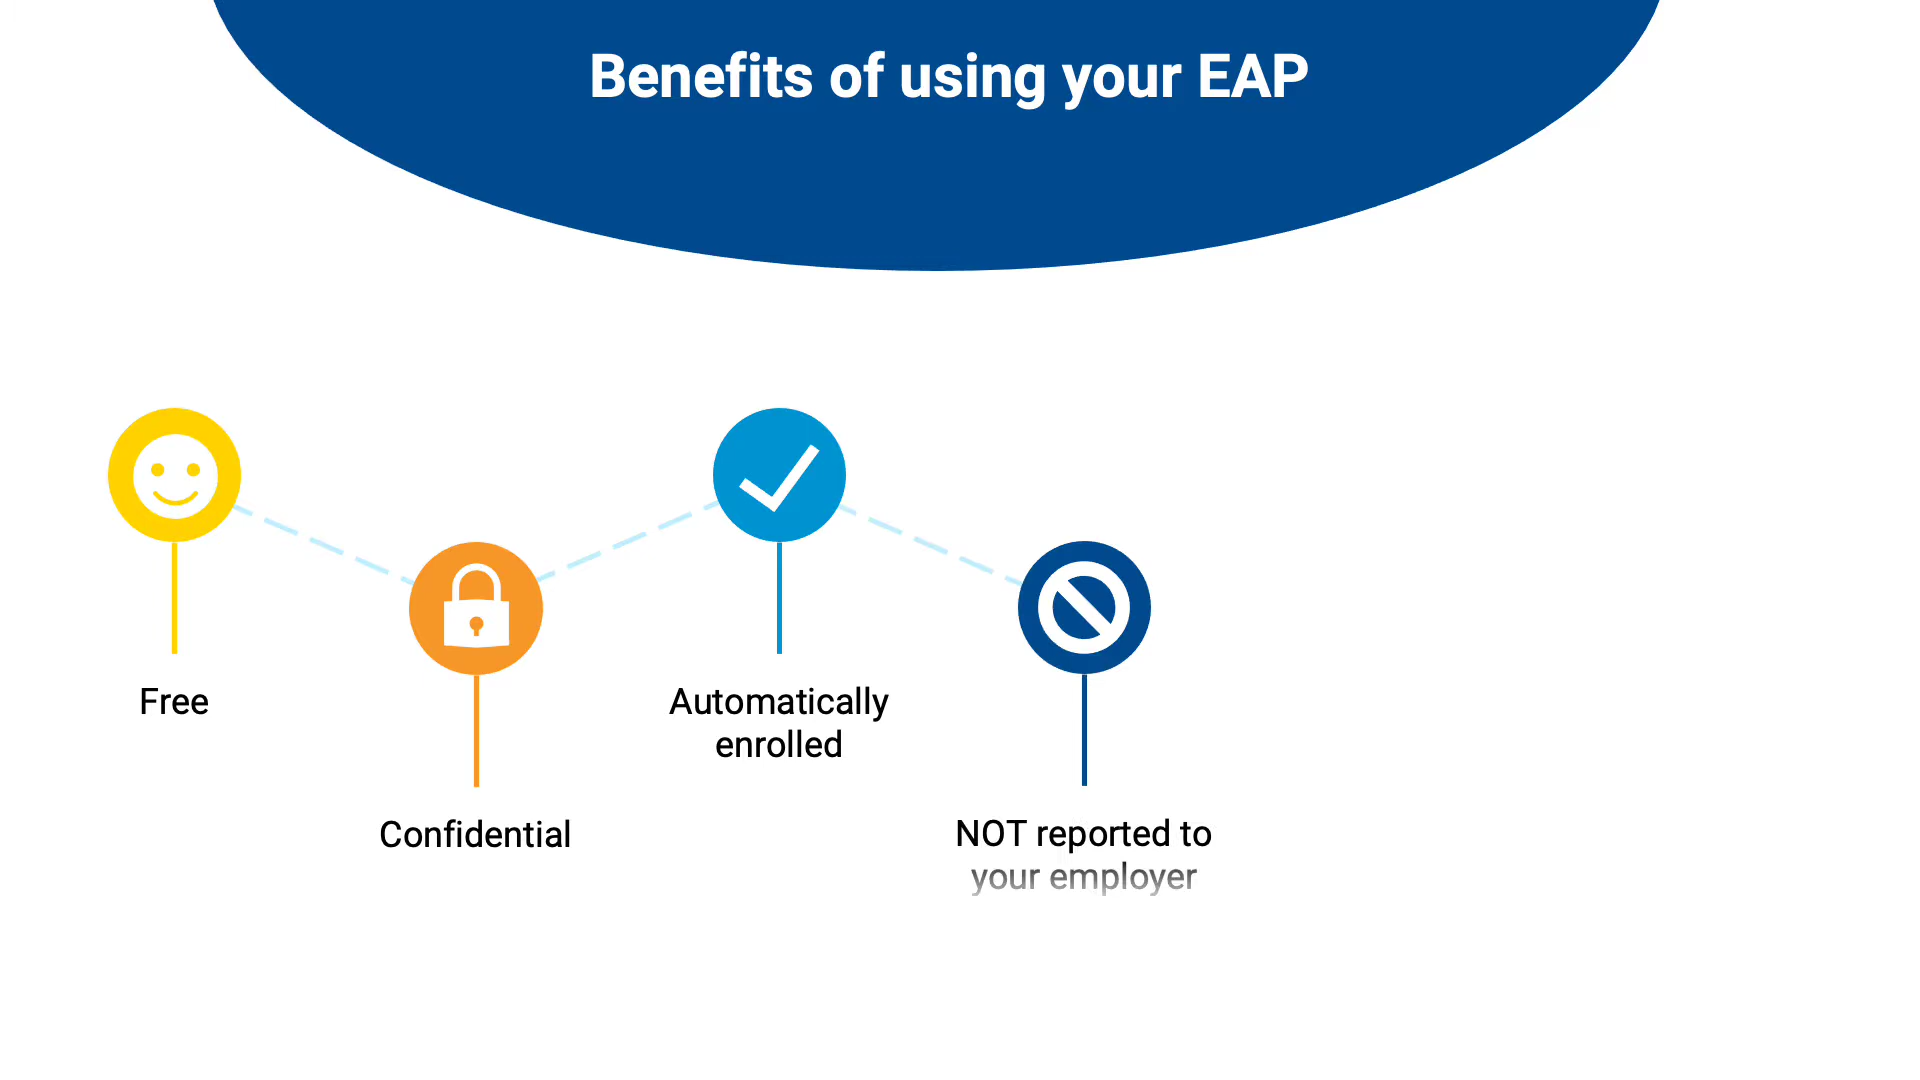 Benefits of using your EAP
Free
Confidential
Automatically
enrolled
NOT reported to
your employer